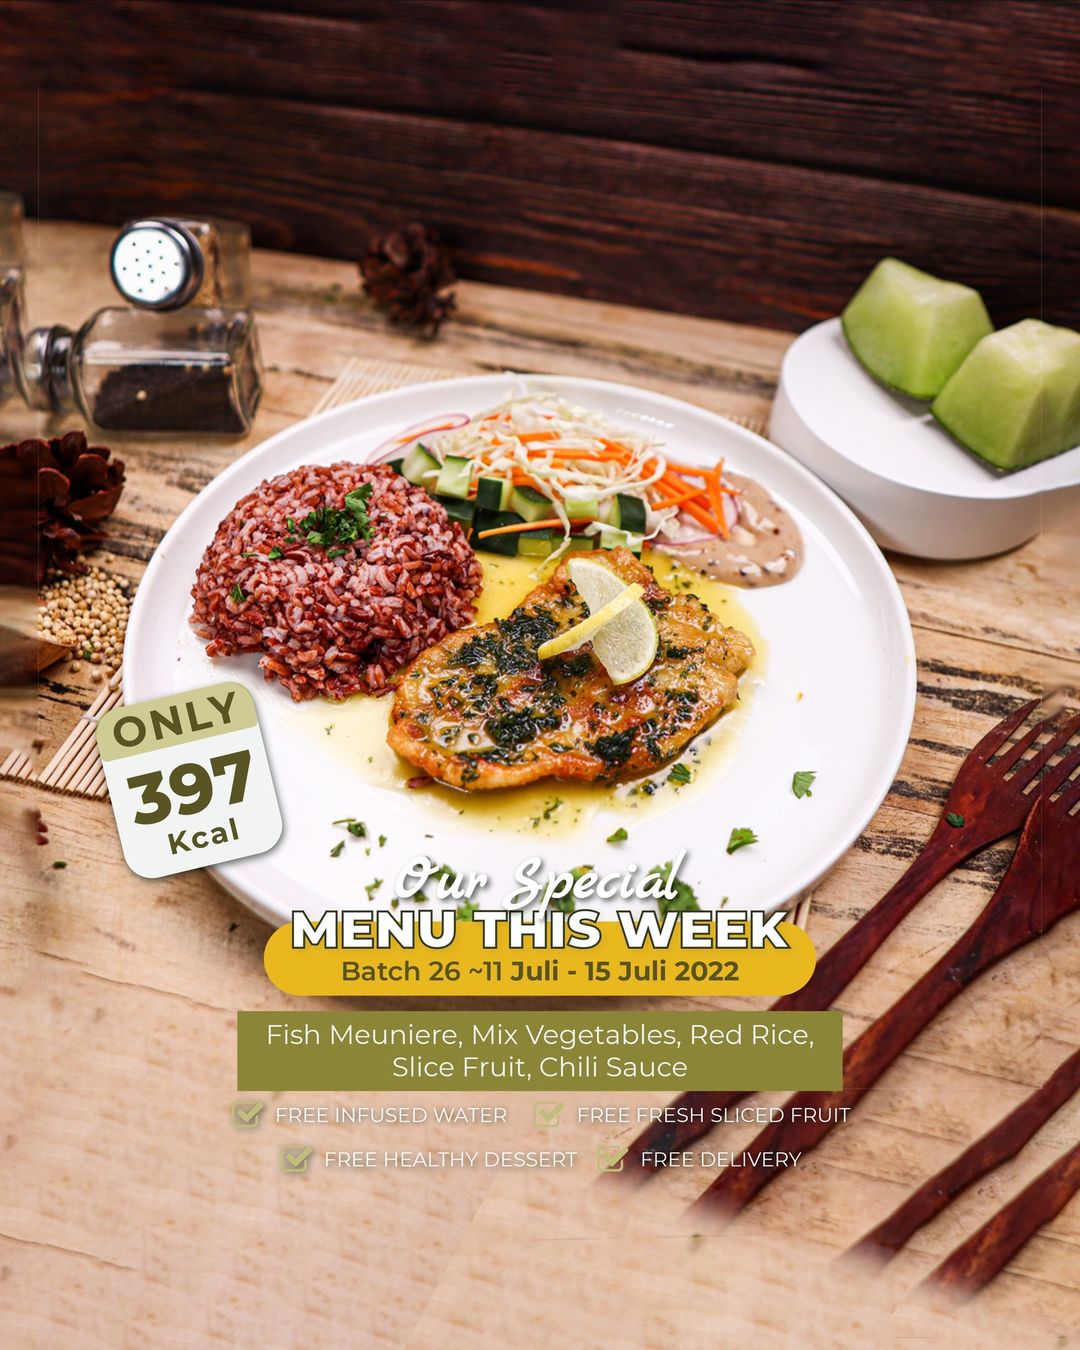 ONLY
397
Kcal
Our Special
MENU THIS WEEK
Batch 26 ~11 Juli - 15 Juli 2022
Fish Meuniere, Mix Vegetables, Red Rice,
Slice Fruit, Chili Sauce
FREE INFUSED WATER
FREE FRESH SLICED FRUIT
FREE HEALTHY DESSERT
FREE DELIVERY